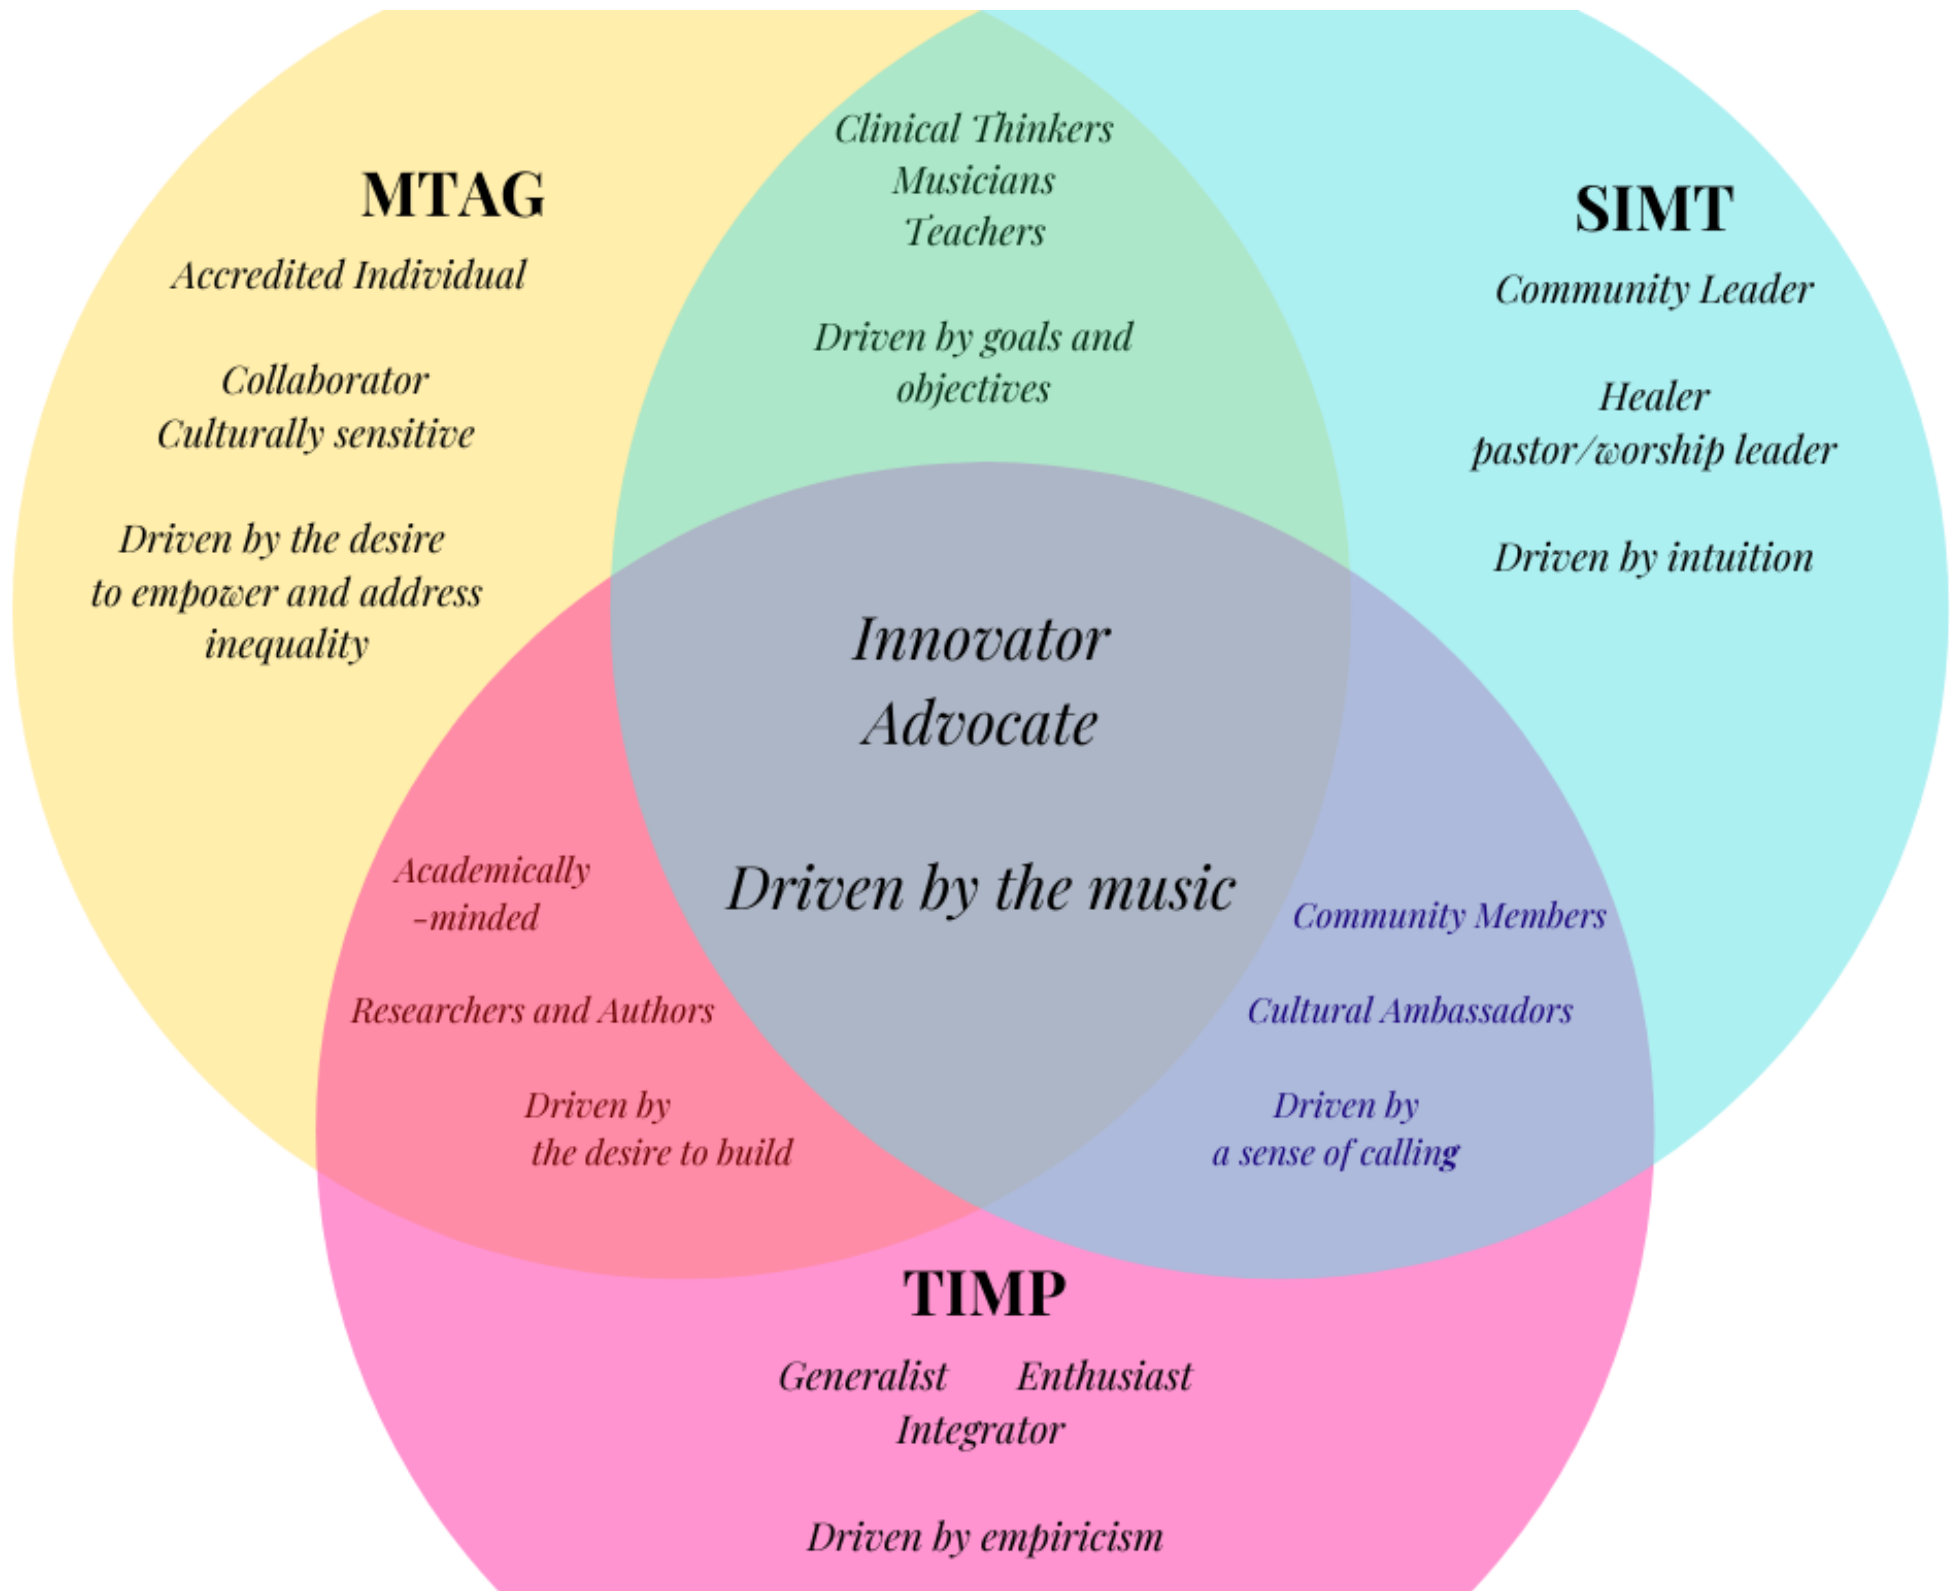 MTAG
Accredited Individual
Collaborator
Culturally sensitive
Driven by the desire
to empower and address
inequality
Clinical Thinkers
Musicians
Teachers
Driven by goals and
objectives
SIMT
Community Leader
Healer
pastor/worship leader
Driven by intuition
Innovator
Advocate
Driven by the music
Academically
-minded
Researchers and Authors
Driven by
the desire to build
Community Members
Cultural Ambassadors
Driven by
a sense of calling
TIMP
Generalist Enthusiast
Integrator
Driven by empiricism